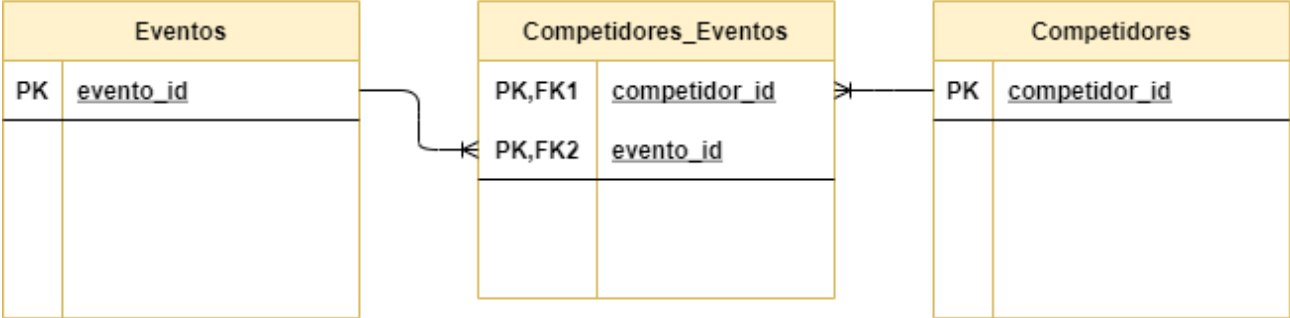 Eventos
PK evento_id
Competidores_Eventos
PK,FK1 competidor_id
PK,FK2 evento_id
Competidores
PK competidor_id